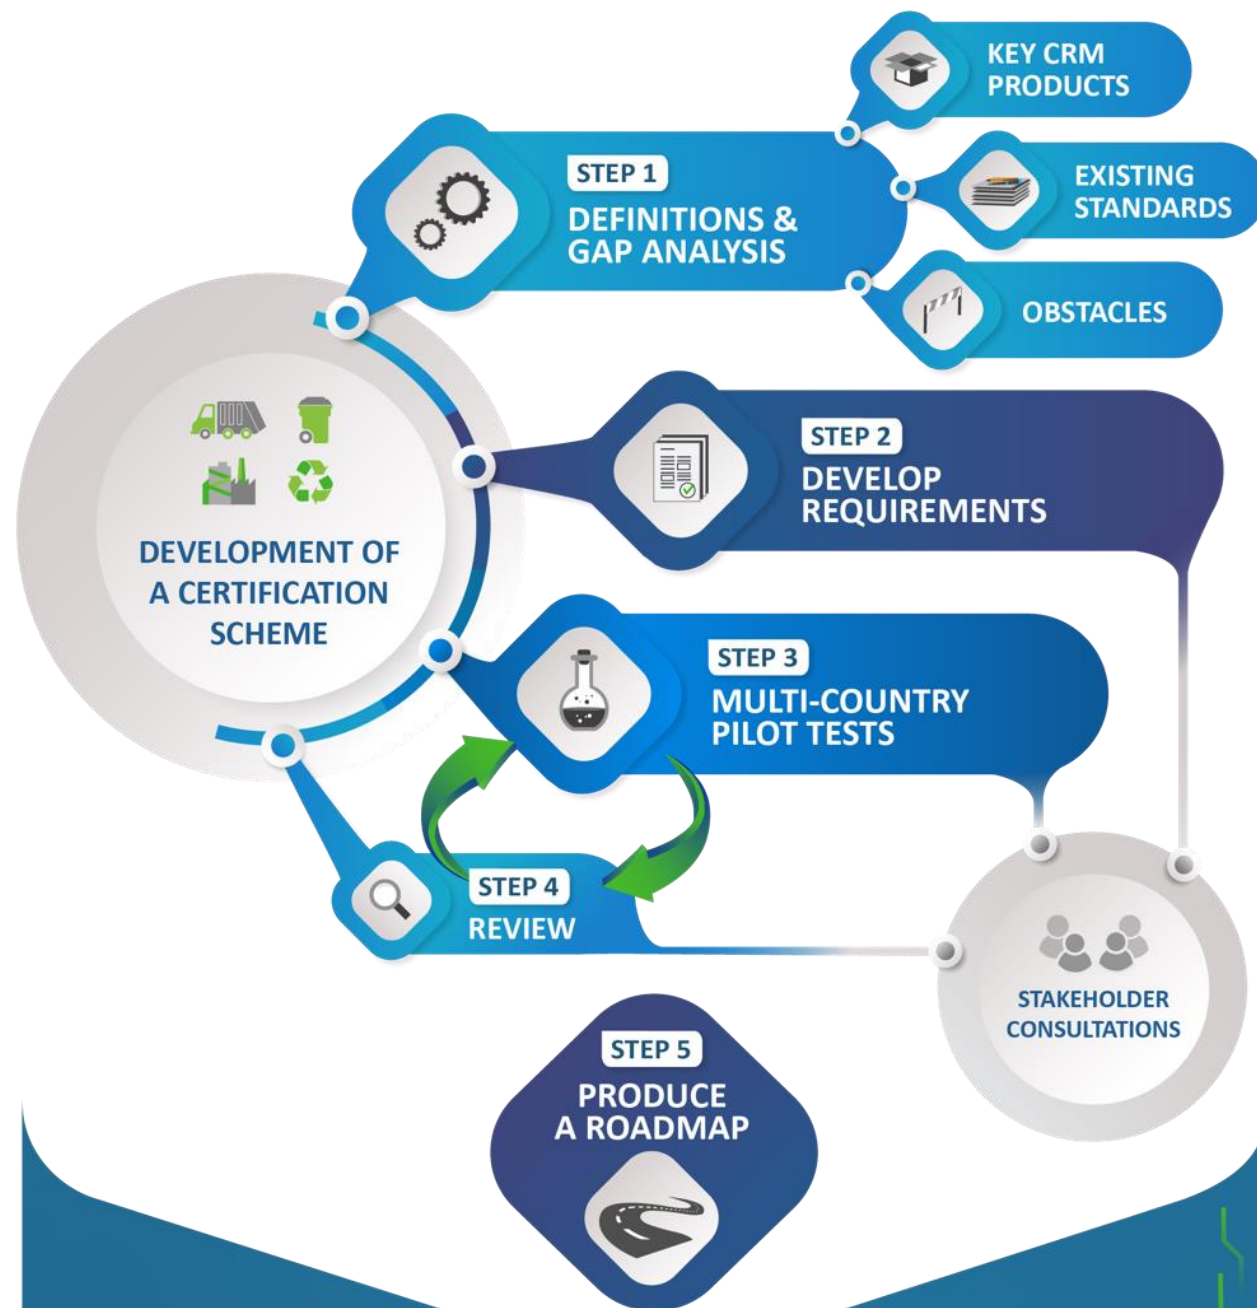 KEY CRM
PRODUCTS
STEP 1
DEFINITIONS &
GAP ANALYSIS
EXISTING
STANDARDS
OBSTACLES
STEP 2
DEVELOP
REQUIREMENTS
DEVELOPMENT OF
A CERTIFICATION
SCHEME
STEP 3
MULTI-COUNTRY
PILOT TESTS
STEP 4
REVIEW
STAKEHOLDER
CONSULTATIONS
STEP 5
PRODUCE
A ROADMAP